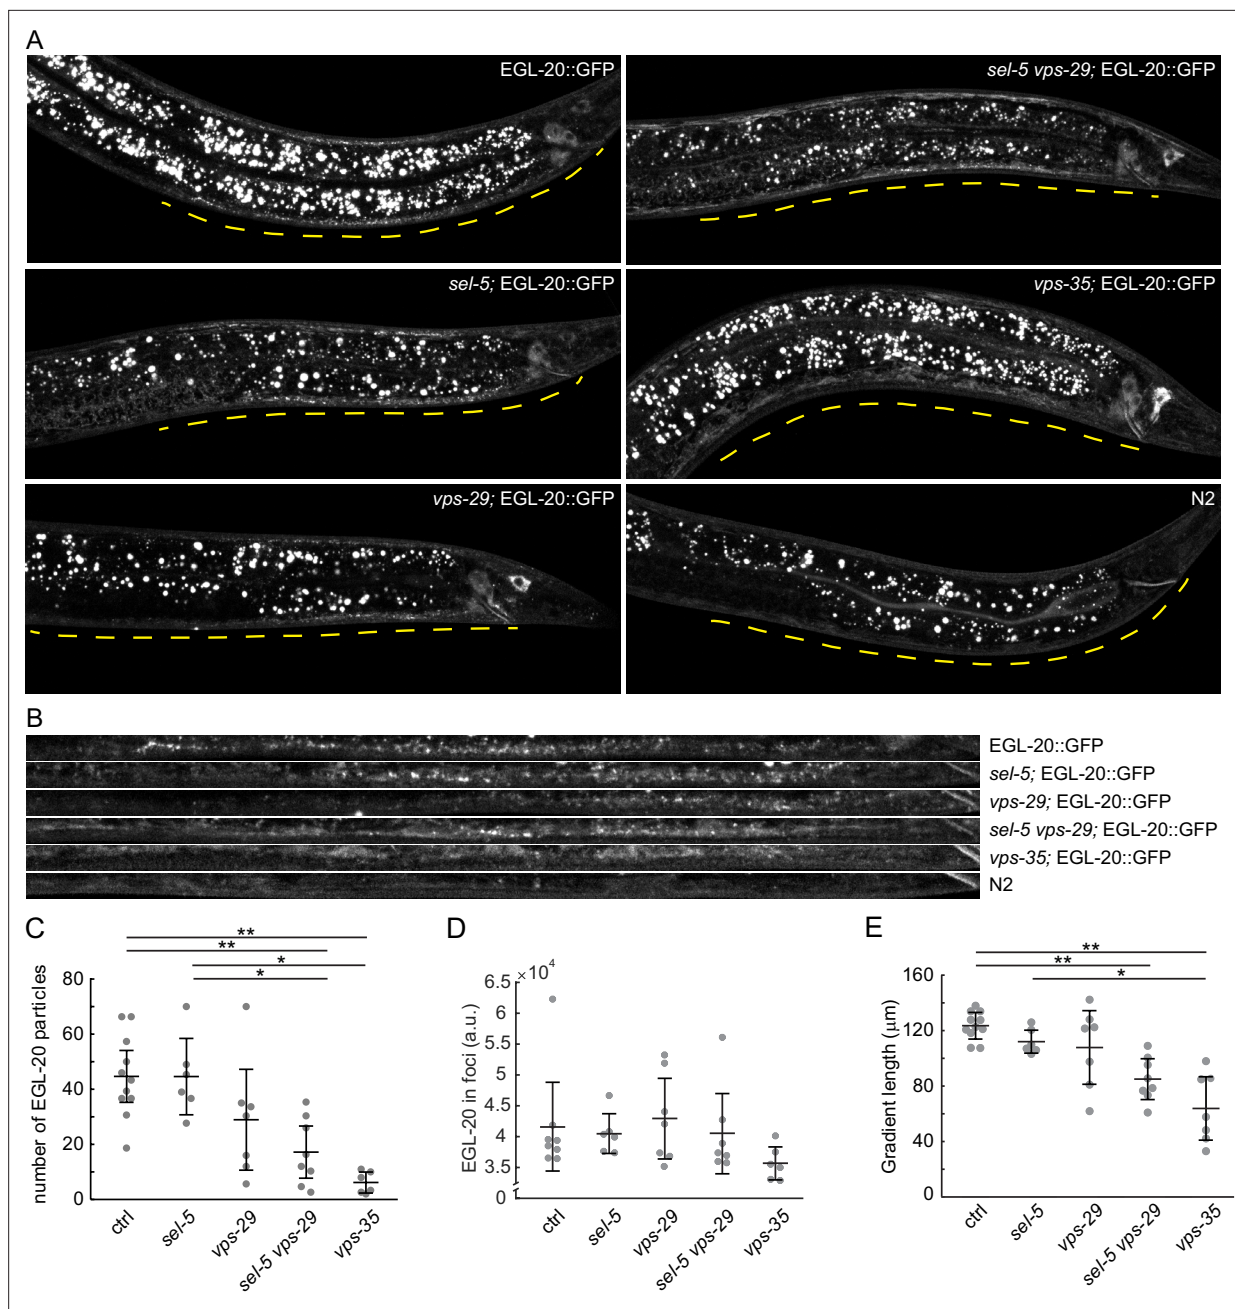 A
EGL-20::GFP
sel-5 vps-29; EGL-20::GFP
sel-5; EGL-20::GFP
vps-35; EGL-20::GFP
vps-29; EGL-20::GFP
N2
B
EGL-20::GFP
sel-5; EGL-20::GFP
vps-29; EGL-20::GFP
sel-5 vps-29; EGL-20::GFP
vps-35; EGL-20::GFP
N2
C
**
**
*
*
number of EGL-20 particles
80
60
40
20
0
ctrl
sel-5
vps-29
sel-5 vps-29
vps-35
D
×10⁴
EGL-20 in foci (a.u.)
6.5
6
5.5
5
4.5
4
3.5
0
ctrl
sel-5
vps-29
sel-5 vps-29
vps-35
E
**
**
*
Gradient length (μm)
160
120
80
40
0
ctrl
sel-5
vps-29
sel-5 vps-29
vps-35